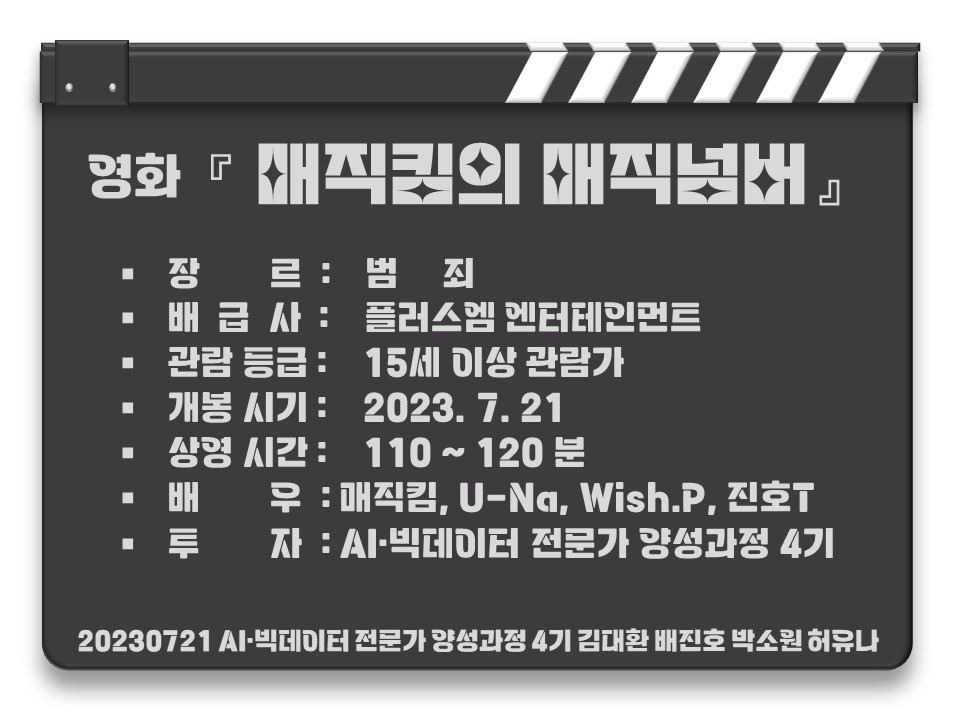 영화 『 매직킴의 매직넘버 』
▪ 장 르 : 범 죄
▪ 배 급 사 : 플러스엠 엔터테인먼트
▪ 관람 등급 : 15세 이상 관람가
▪ 개봉 시기 : 2023. 7. 21
▪ 상영 시간 : 110 ~ 120 분
▪ 배 우 : 매직킴, U-Na, Wish.P, 진호T
▪ 투 자 : AI·빅데이터 전문가 양성과정 4기
20230721 AI·빅데이터 전문가 양성과정 4기 김대환 배진호 박소원 허유나